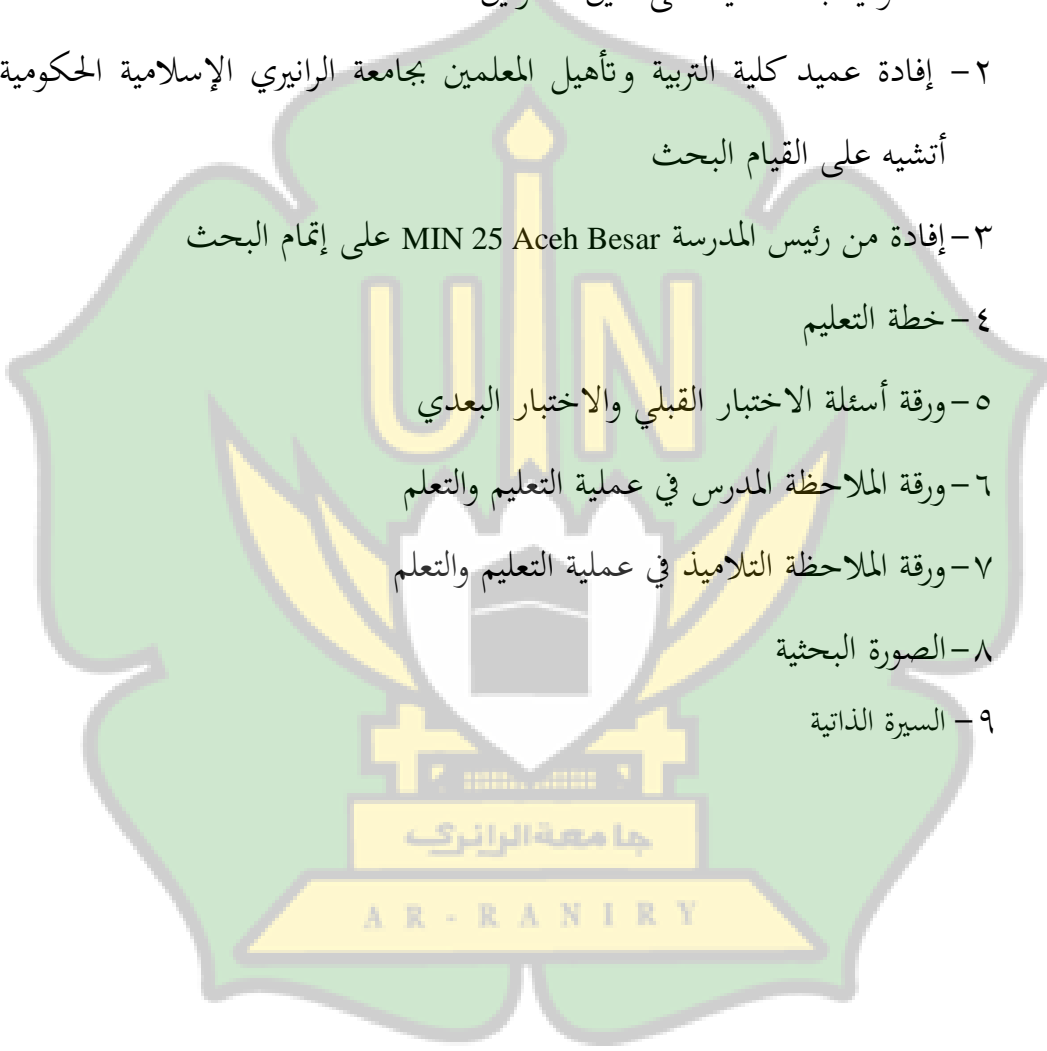 ٢- إفادة عميد كلية التربية وتأهيل المعلمين بجامعة الرانيري الإسلامية الحكومية
أتشيه على القيام البحث
٣-إفادة من رئيس المدرسة MIN 25 Aceh Besar على إتمام البحث
٤-خطة التعليم
٥-ورقة أسئلة الاختبار القبلي والاختبار البعدي
٦-ورقة الملاحظة المدرس في عملية التعليم والتعلم
٧-ورقة الملاحظة التلاميذ في عملية التعليم والتعلم
٨-الصورة البحثية
٩- السيرة الذاتية
UIN
جامعة الرانري
AR-RANIRY